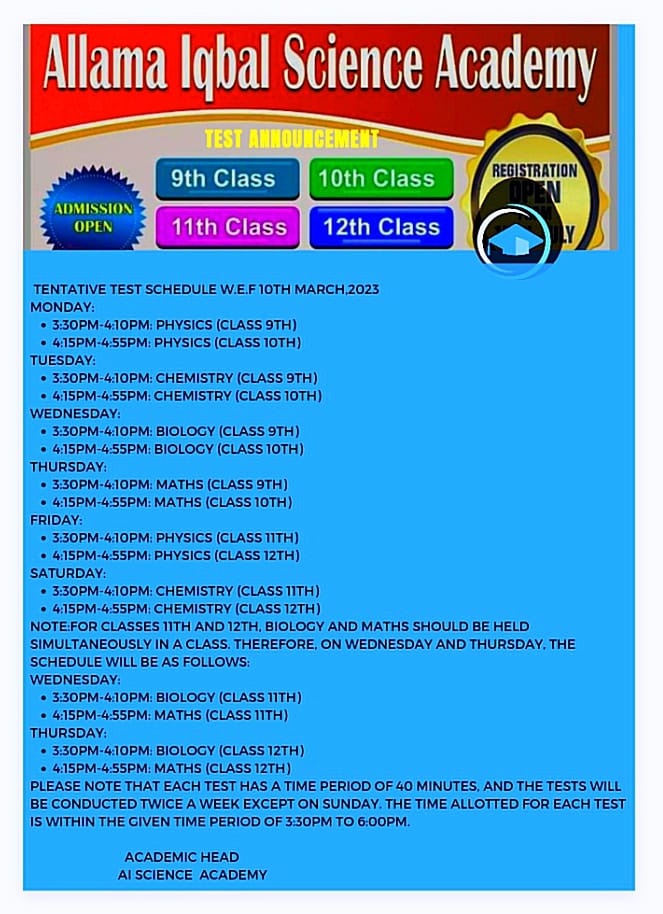 Allama Iqbal Science Academy
TEST ANNOUNCEMENT
ADMISSION
OPEN
9th Class
10th Class
11th Class
12th Class
REGISTRATION
OPEN
TENTATIVE TEST SCHEDULE W.E.F 10TH MARCH,2023
MONDAY:
• 3:30PM-4:10PM: PHYSICS (CLASS 9TH)
• 4:15PM-4:55PM: PHYSICS (CLASS 10TH)
TUESDAY:
• 3:30PM-4:10PM: CHEMISTRY (CLASS 9TH)
• 4:15PM-4:55PM: CHEMISTRY (CLASS 10TH)
WEDNESDAY:
• 3:30PM-4:10PM: BIOLOGY (CLASS 9TH)
• 4:15PM-4:55PM: BIOLOGY (CLASS 10TH)
THURSDAY:
• 3:30PM-4:10PM: MATHS (CLASS 9TH)
• 4:15PM-4:55PM: MATHS (CLASS 10TH)
FRIDAY:
• 3:30PM-4:10PM: PHYSICS (CLASS 11TH)
• 4:15PM-4:55PM: PHYSICS (CLASS 12TH)
SATURDAY:
• 3:30PM-4:10PM: CHEMISTRY (CLASS 11TH)
• 4:15PM-4:55PM: CHEMISTRY (CLASS 12TH)
NOTE:FOR CLASSES 11TH AND 12TH, BIOLOGY AND MATHS SHOULD BE HELD
SIMULTANEOUSLY IN A CLASS. THEREFORE, ON WEDNESDAY AND THURSDAY, THE
SCHEDULE WILL BE AS FOLLOWS:
WEDNESDAY:
• 3:30PM-4:10PM: BIOLOGY (CLASS 11TH)
• 4:15PM-4:55PM: MATHS (CLASS 11TH)
THURSDAY:
• 3:30PM-4:10PM: BIOLOGY (CLASS 12TH)
• 4:15PM-4:55PM: MATHS (CLASS 12TH)
PLEASE NOTE THAT EACH TEST HAS A TIME PERIOD OF 40 MINUTES, AND THE TESTS WILL
BE CONDUCTED TWICE A WEEK EXCEPT ON SUNDAY. THE TIME ALLOTTED FOR EACH TEST
IS WITHIN THE GIVEN TIME PERIOD OF 3:30PM TO 6:00PM.
ACADEMIC HEAD
AI SCIENCE ACADEMY